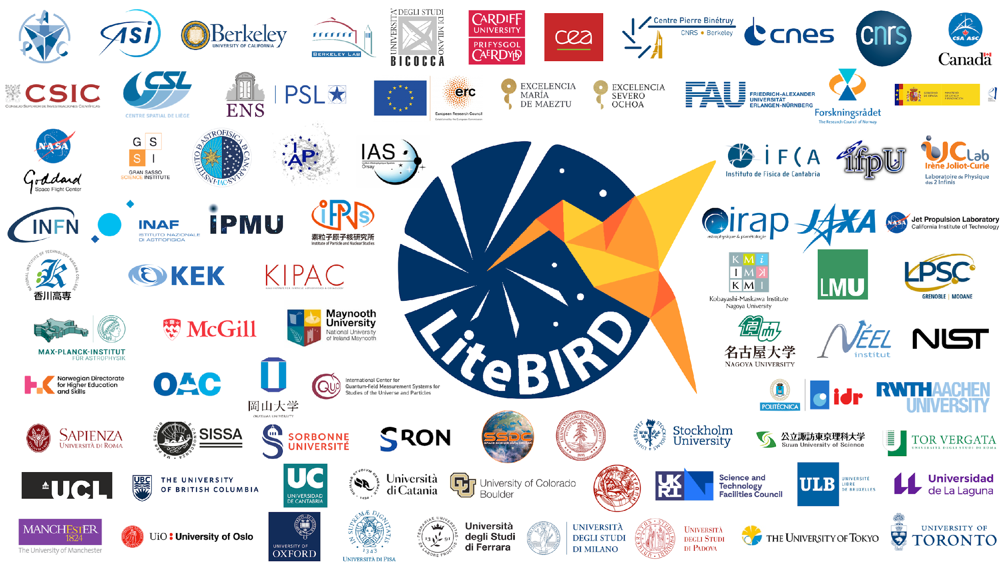 APC
asi
Berkeley
UNIVERSITY OF CALIFORNIA
BERKELEY LAB
UNIVERSITÀ DEGLI STUDI DI MILANO
BICOCCA
CARDIFF
UNIVERSITY
PRIFYSGOL
CAERDYDD
cea
Centre Pierre Binétruy
CNRS • Berkeley
cnes
cnrs
CSA ASC
Canada
CSIC
CONSEJO SUPERIOR DE INVESTIGACIONES CIENTÍFICAS
CSL
CENTRE SPATIAL DE LIÈGE
1794
ENS
PSL
erc
European Research Council
Established by the European Commission
EXCELENCIA
MARÍA
DE MAEZTU
EXCELENCIA
SEVERO
OCHOA
FAU
FRIEDRICH-ALEXANDER
UNIVERSITÄT
ERLANGEN-NÜRNBERG
Forskningsrådet
The Research Council of Norway
GOBIERNO
DE ESPAÑA
MINISTERIO
DE CIENCIA
E INNOVACIÓN
NASA
Goddard
Space Flight Center
G S
S I
GRAN SASSO
SCIENCE INSTITUTE
INSTITUTO DE ASTROFISICA DE CANARIAS
·IAC·
IAP
IAS
Institut d'Astrophysique Spatiale
Orsay
IFCA
Instituto de Física de Cantabria
ifpU
iJCLab
Irène Joliot-Curie
Laboratoire de Physique
des 2 Infinis
INFN
INAF
ISTITUTO NAZIONALE
DI ASTROFISICA
iPMU
iPNS
素粒子原子核研究所
Institute of Particle and Nuclear Studies
irap
astrophysique & planétologie
JAXA
NASA
Jet Propulsion Laboratory
California Institute of Technology
NATIONAL INSTITUTE OF TECHNOLOGY KAGAWA COLLEGE
香川高専
KEK
KIPAC
KAVLI INSTITUTE FOR PARTICLE ASTROPHYSICS & COSMOLOGY
K M i
I M K
K M I
Kobayashi-Maskawa Institute
Nagoya University
LMU
LPSC
GRENOBLE | MODANE
MAX-PLANCK-INSTITUT
FÜR ASTROPHYSIK
McGill
Maynooth
University
National University
of Ireland Maynooth
LiteBIRD
名古屋大学
NAGOYA UNIVERSITY
NÉEL
institut
NIST
HK
Norwegian Directorate
for Higher Education
and Skills
OAC
岡山大学
OKAYAMA UNIVERSITY
QUP
International Center for
Quantum-field Measurement Systems for
Studies of the Universe and Particles
POLITÉCNICA
idr
RWTHAACHEN
UNIVERSITY
SAPIENZA
UNIVERSITÀ DI ROMA
MA PER SEGUIR E CANOSCENZA
SISSA
SORBONNE
UNIVERSITÉ
SRON
SSDC
SPACE SCIENCE DATA CENTER
LELAND STANFORD JUNIOR UNIVERSITY
1891
STOCKHOLMS UNIVERSITET
Stockholm
University
公立諏訪東京理科大学
Suwa University of Science
TOR VERGATA
UNIVERSITÀ DEGLI STUDI DI ROMA
UCL
UBC
THE UNIVERSITY
OF BRITISH COLUMBIA
UC
UNIVERSIDAD
DE CANTABRIA
SICILIAE STVDIVM GENERALE
1434
Università
di Catania
CU
University of Colorado
Boulder
ΕΥΡΩΠΗ
UK
RI
Science and
Technology
Facilities Council
ULB
UNIVERSITÉ
LIBRE
DE BRUXELLES
Universidad
de La Laguna
MANCHESTER
1824
The University of Manchester
UiO : University of Oslo
UNIVERSITY OF
OXFORD
IN SUPREMÆ DIGNITATIS
1343
UNIVERSITÀ DI PISA
FERRARIAE UNIVERSITAS
1391
EX LABORE FRUCTUS
Università
degli Studi
di Ferrara
UNIVERSITÀ
DEGLI STUDI
DI MILANO
UNIVERSITÀ
DEGLI STUDI
DI PADOVA
THE UNIVERSITY OF TOKYO
UNIVERSITY OF
TORONTO